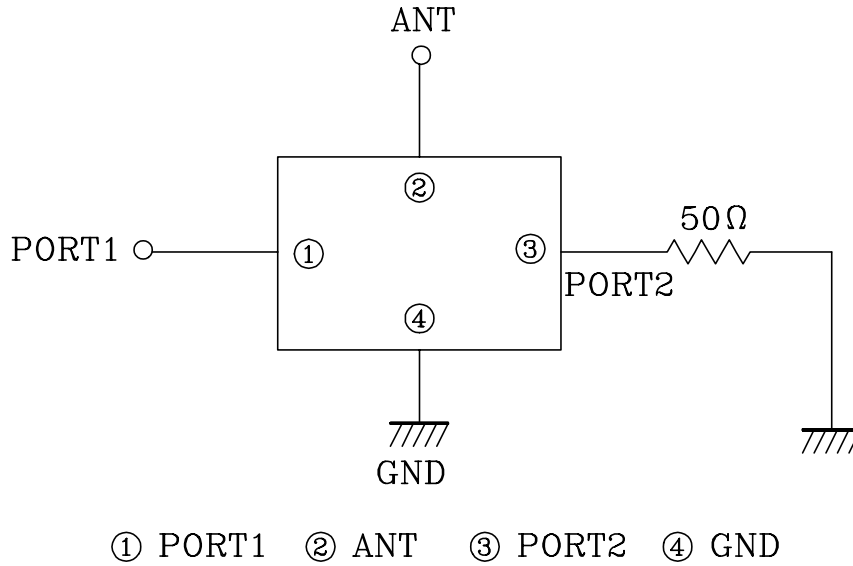 ANT
②
50Ω
PORT1 ① ③
PORT2
④
GND
① PORT1 ② ANT ③ PORT2 ④ GND